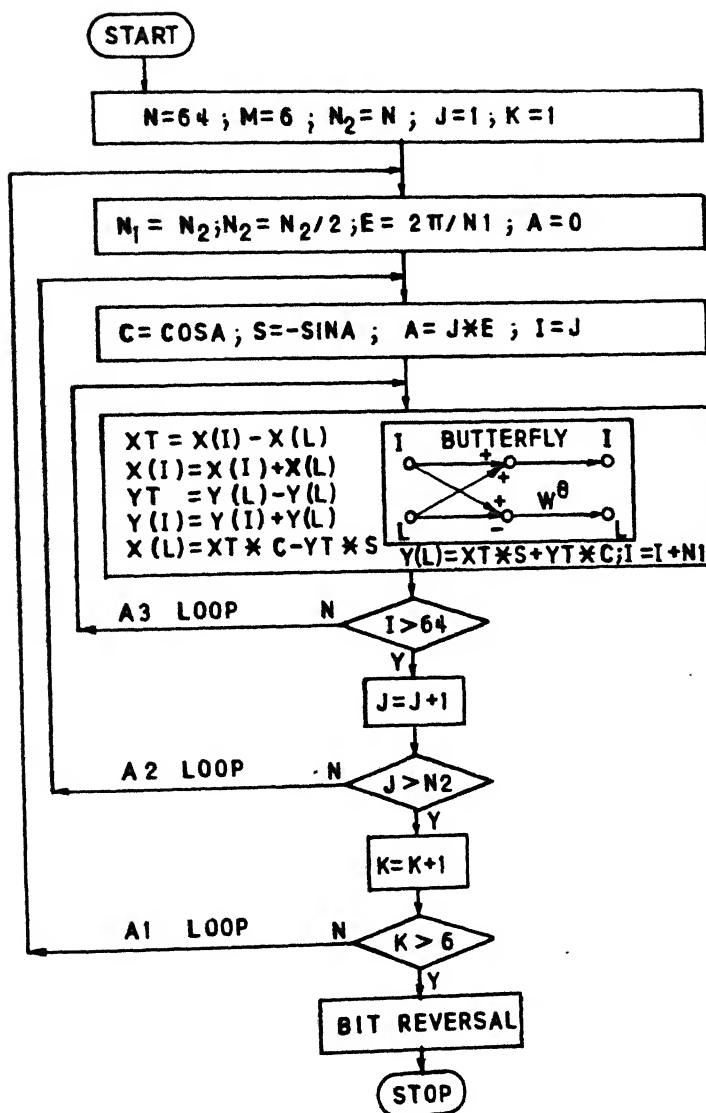 START
N=64 ; M=6 ; N₂=N ; J=1 ; K=1
N₁ = N₂;N₂= N₂/2 ;E= 2π/N1 ; A=0
C=COSA ; S=-SINA ; A=J*E ; I=J
XT = X(I)-X(L)
X(I)=X(I)+X(L)
YT =Y(L)-Y(L)
Y(I)=Y(I)+Y(L)
X(L)=XT*C-YT*S
I BUTTERFLY I
+
+
+
-
W^θ
L L
Y(L)=XT*S+YT*C;I=I+N1
A3 LOOP N
I>64
Y
J=J+1
A2 LOOP N
J>N2
Y
K=K+1
A1 LOOP N
K>6
Y
BIT REVERSAL
STOP